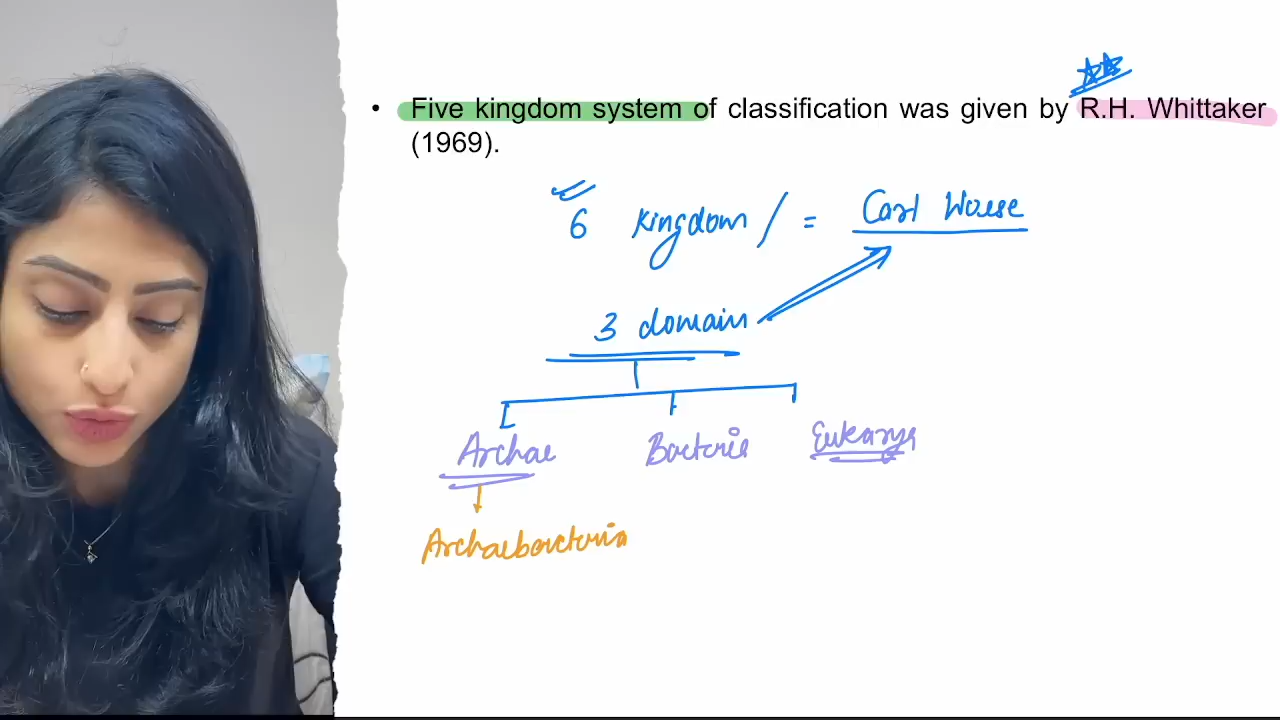 • Five kingdom system of classification was given by R.H. Whittaker
(1969).
6 Kingdom / = Carl Woese
3 domain
Archae Bacteria Eukarya
Archaebacteria